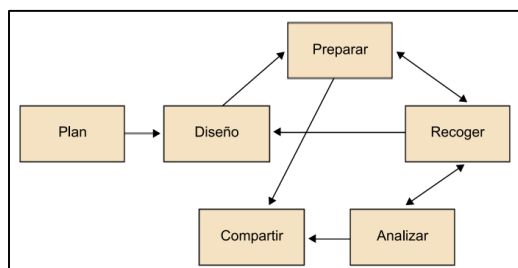 Preparar
Plan
Diseño
Recoger
Compartir
Analizar